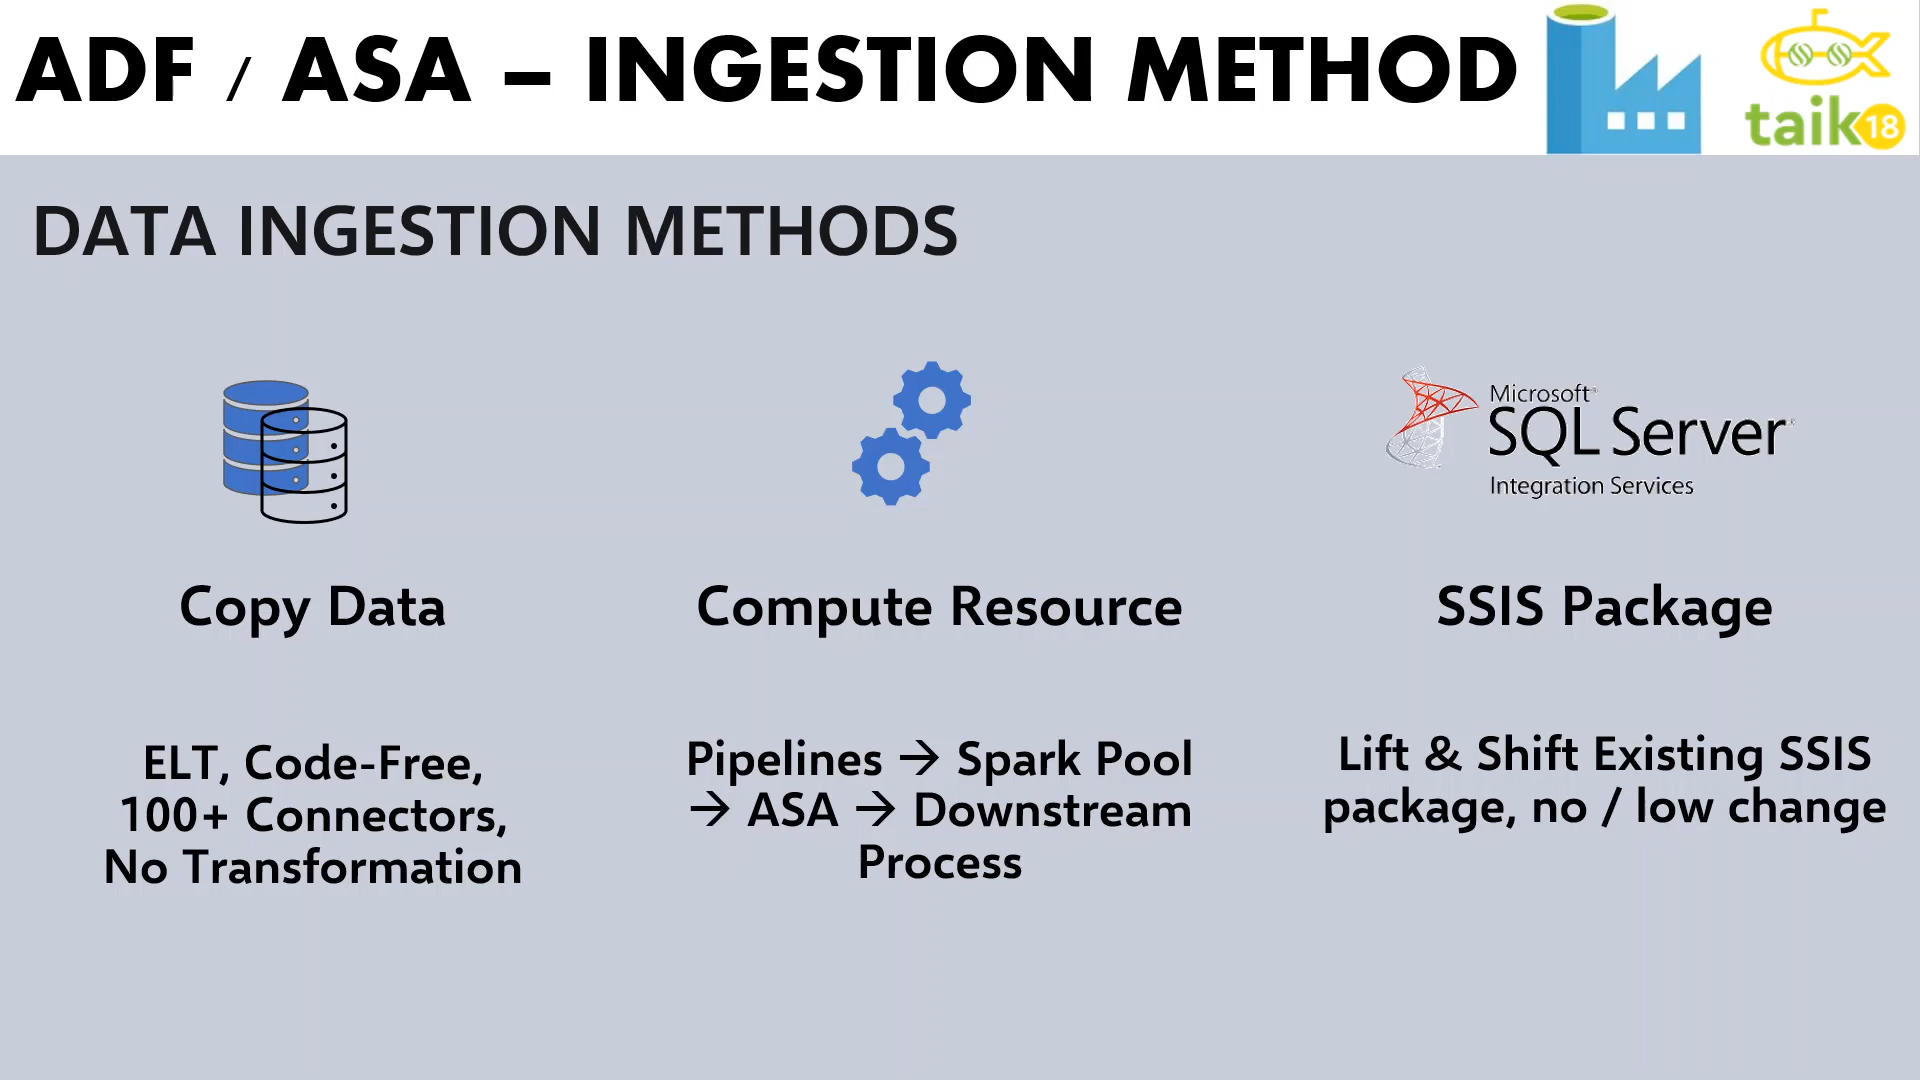 ADF / ASA – INGESTION METHOD
taik18
DATA INGESTION METHODS
Microsoft
SQL Server
Integration Services
Copy Data
Compute Resource
SSIS Package
ELT, Code-Free,
100+ Connectors,
No Transformation
Pipelines → Spark Pool
→ ASA → Downstream
Process
Lift & Shift Existing SSIS
package, no / low change